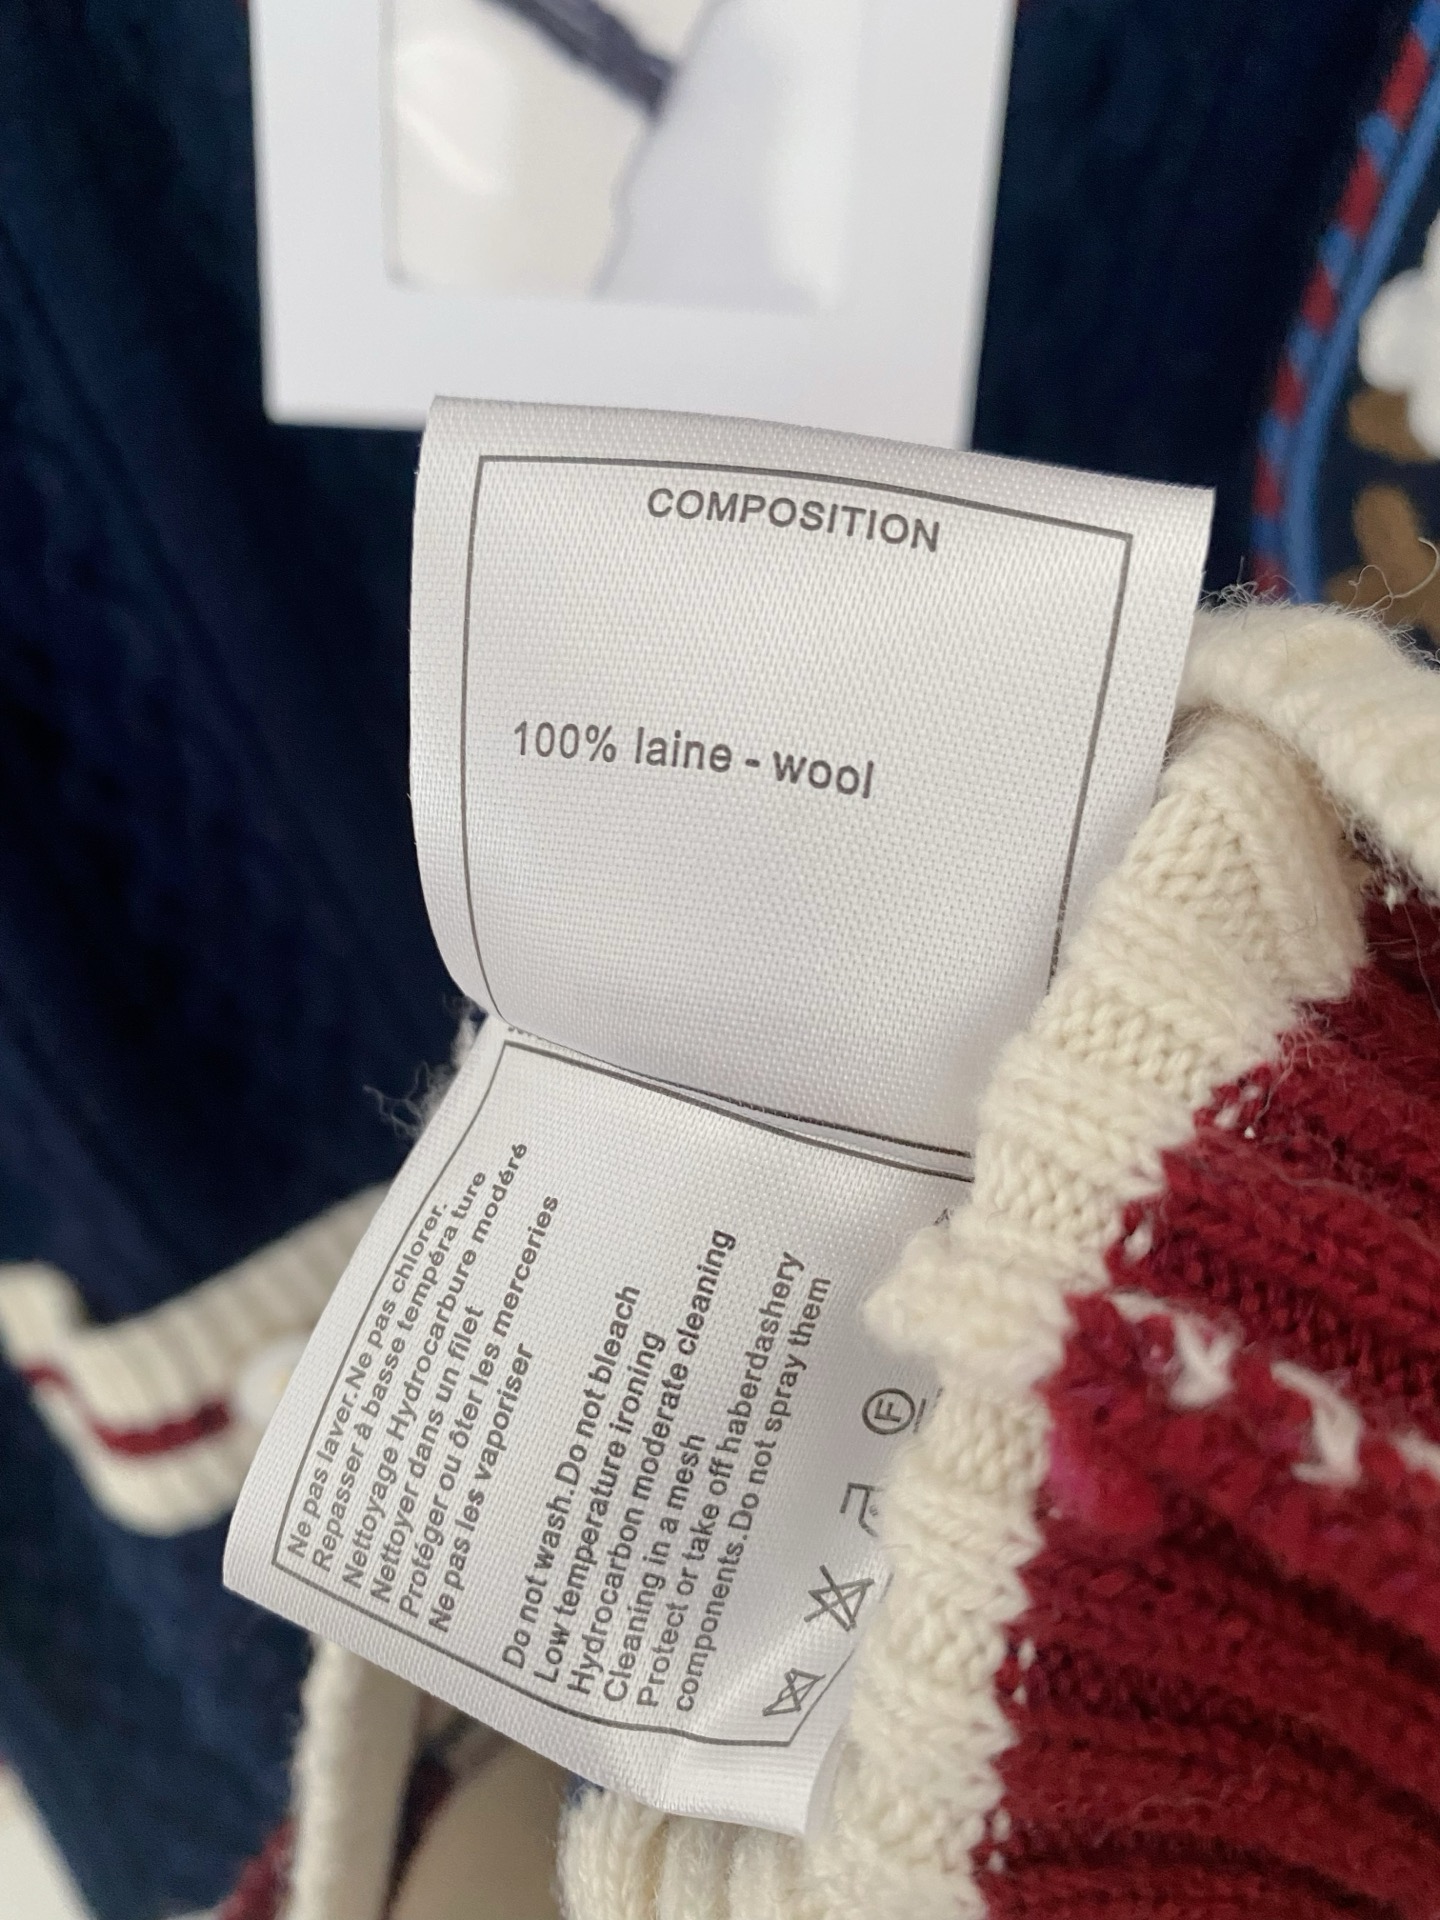 COMPOSITION
100% laine - wool
Ne pas laver.Ne pas chlorer.
Repasser à basse tempéra ture
Nettoyage Hydrocarbure modéré
Nettoyer dans un filet
Protéger ou ôter les merceries
Ne pas les vaporiser
Do not wash.Do not bleach
Low temperature ironing
Hydrocarbon moderate cleaning
Cleaning in a mesh
Protect or take off haberdashery
components.Do not spray them
F